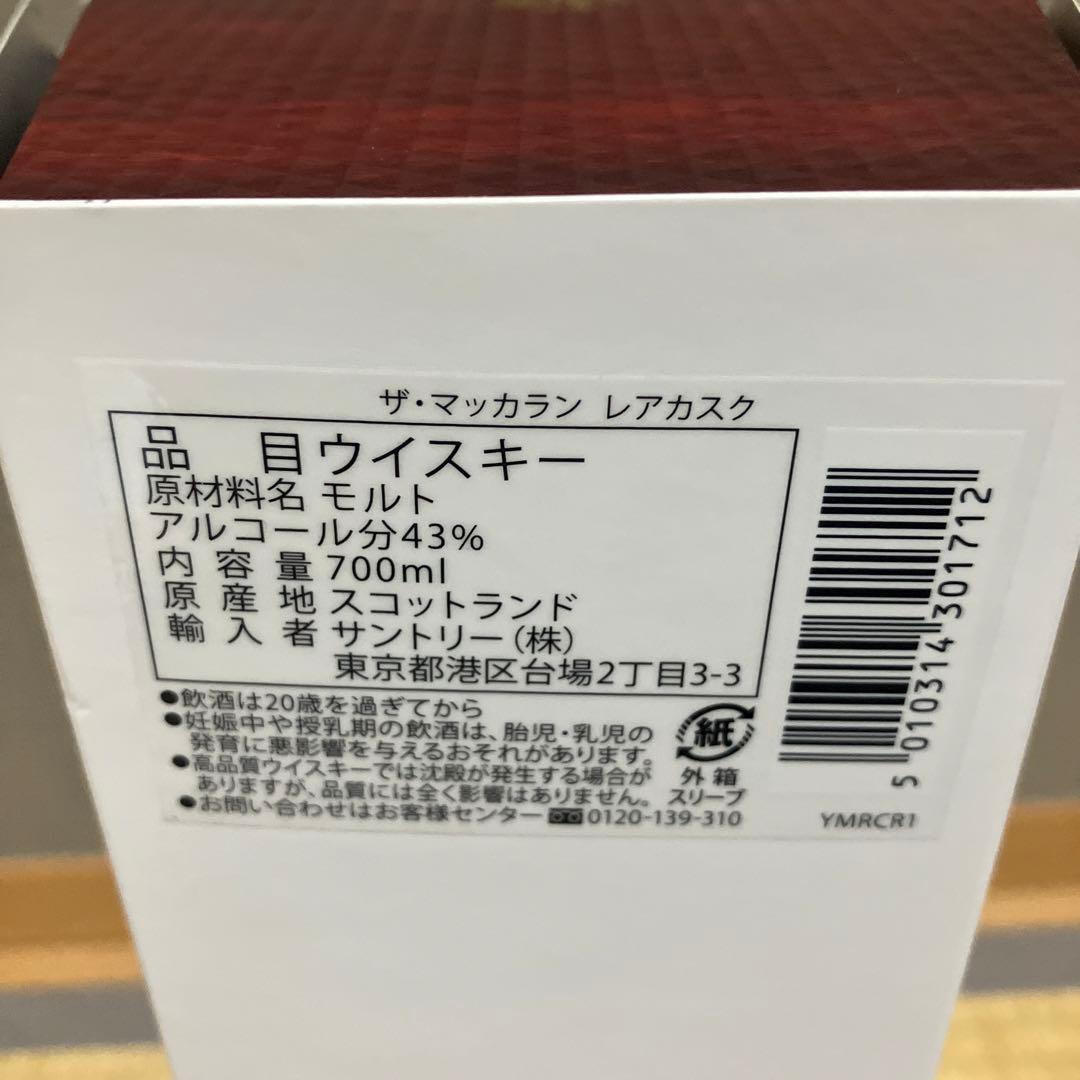 ザ・マッカラン レアカスク
品 目 ウイスキー
原材料名 モルト
アルコール分43%
内容量 700ml
原産地 スコットランド
輸入者 サントリー(株)
東京都港区台場2丁目3-3
●飲酒は20歳を過ぎてから
●妊娠中や授乳期の飲酒は、胎児・乳児の
発育に悪影響を与えるおそれがあります。
●高品質ウイスキーでは沈殿が発生する場合が
ありますが、品質には全く影響はありません。
●お問い合わせはお客様センター 0120-139-310
紙
外箱
スリーブ
5 010314 301712
YMRCR1